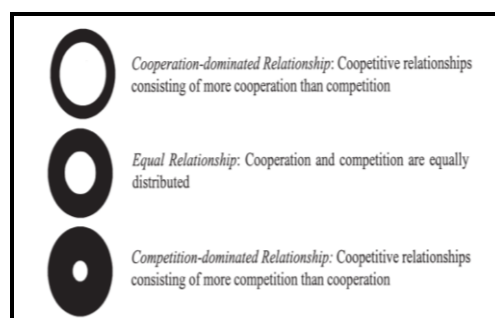 Cooperation-dominated Relationship: Coopetitive relationships
consisting of more cooperation than competition
Equal Relationship: Cooperation and competition are equally
distributed
Competition-dominated Relationship: Coopetitive relationships
consisting of more competition than cooperation